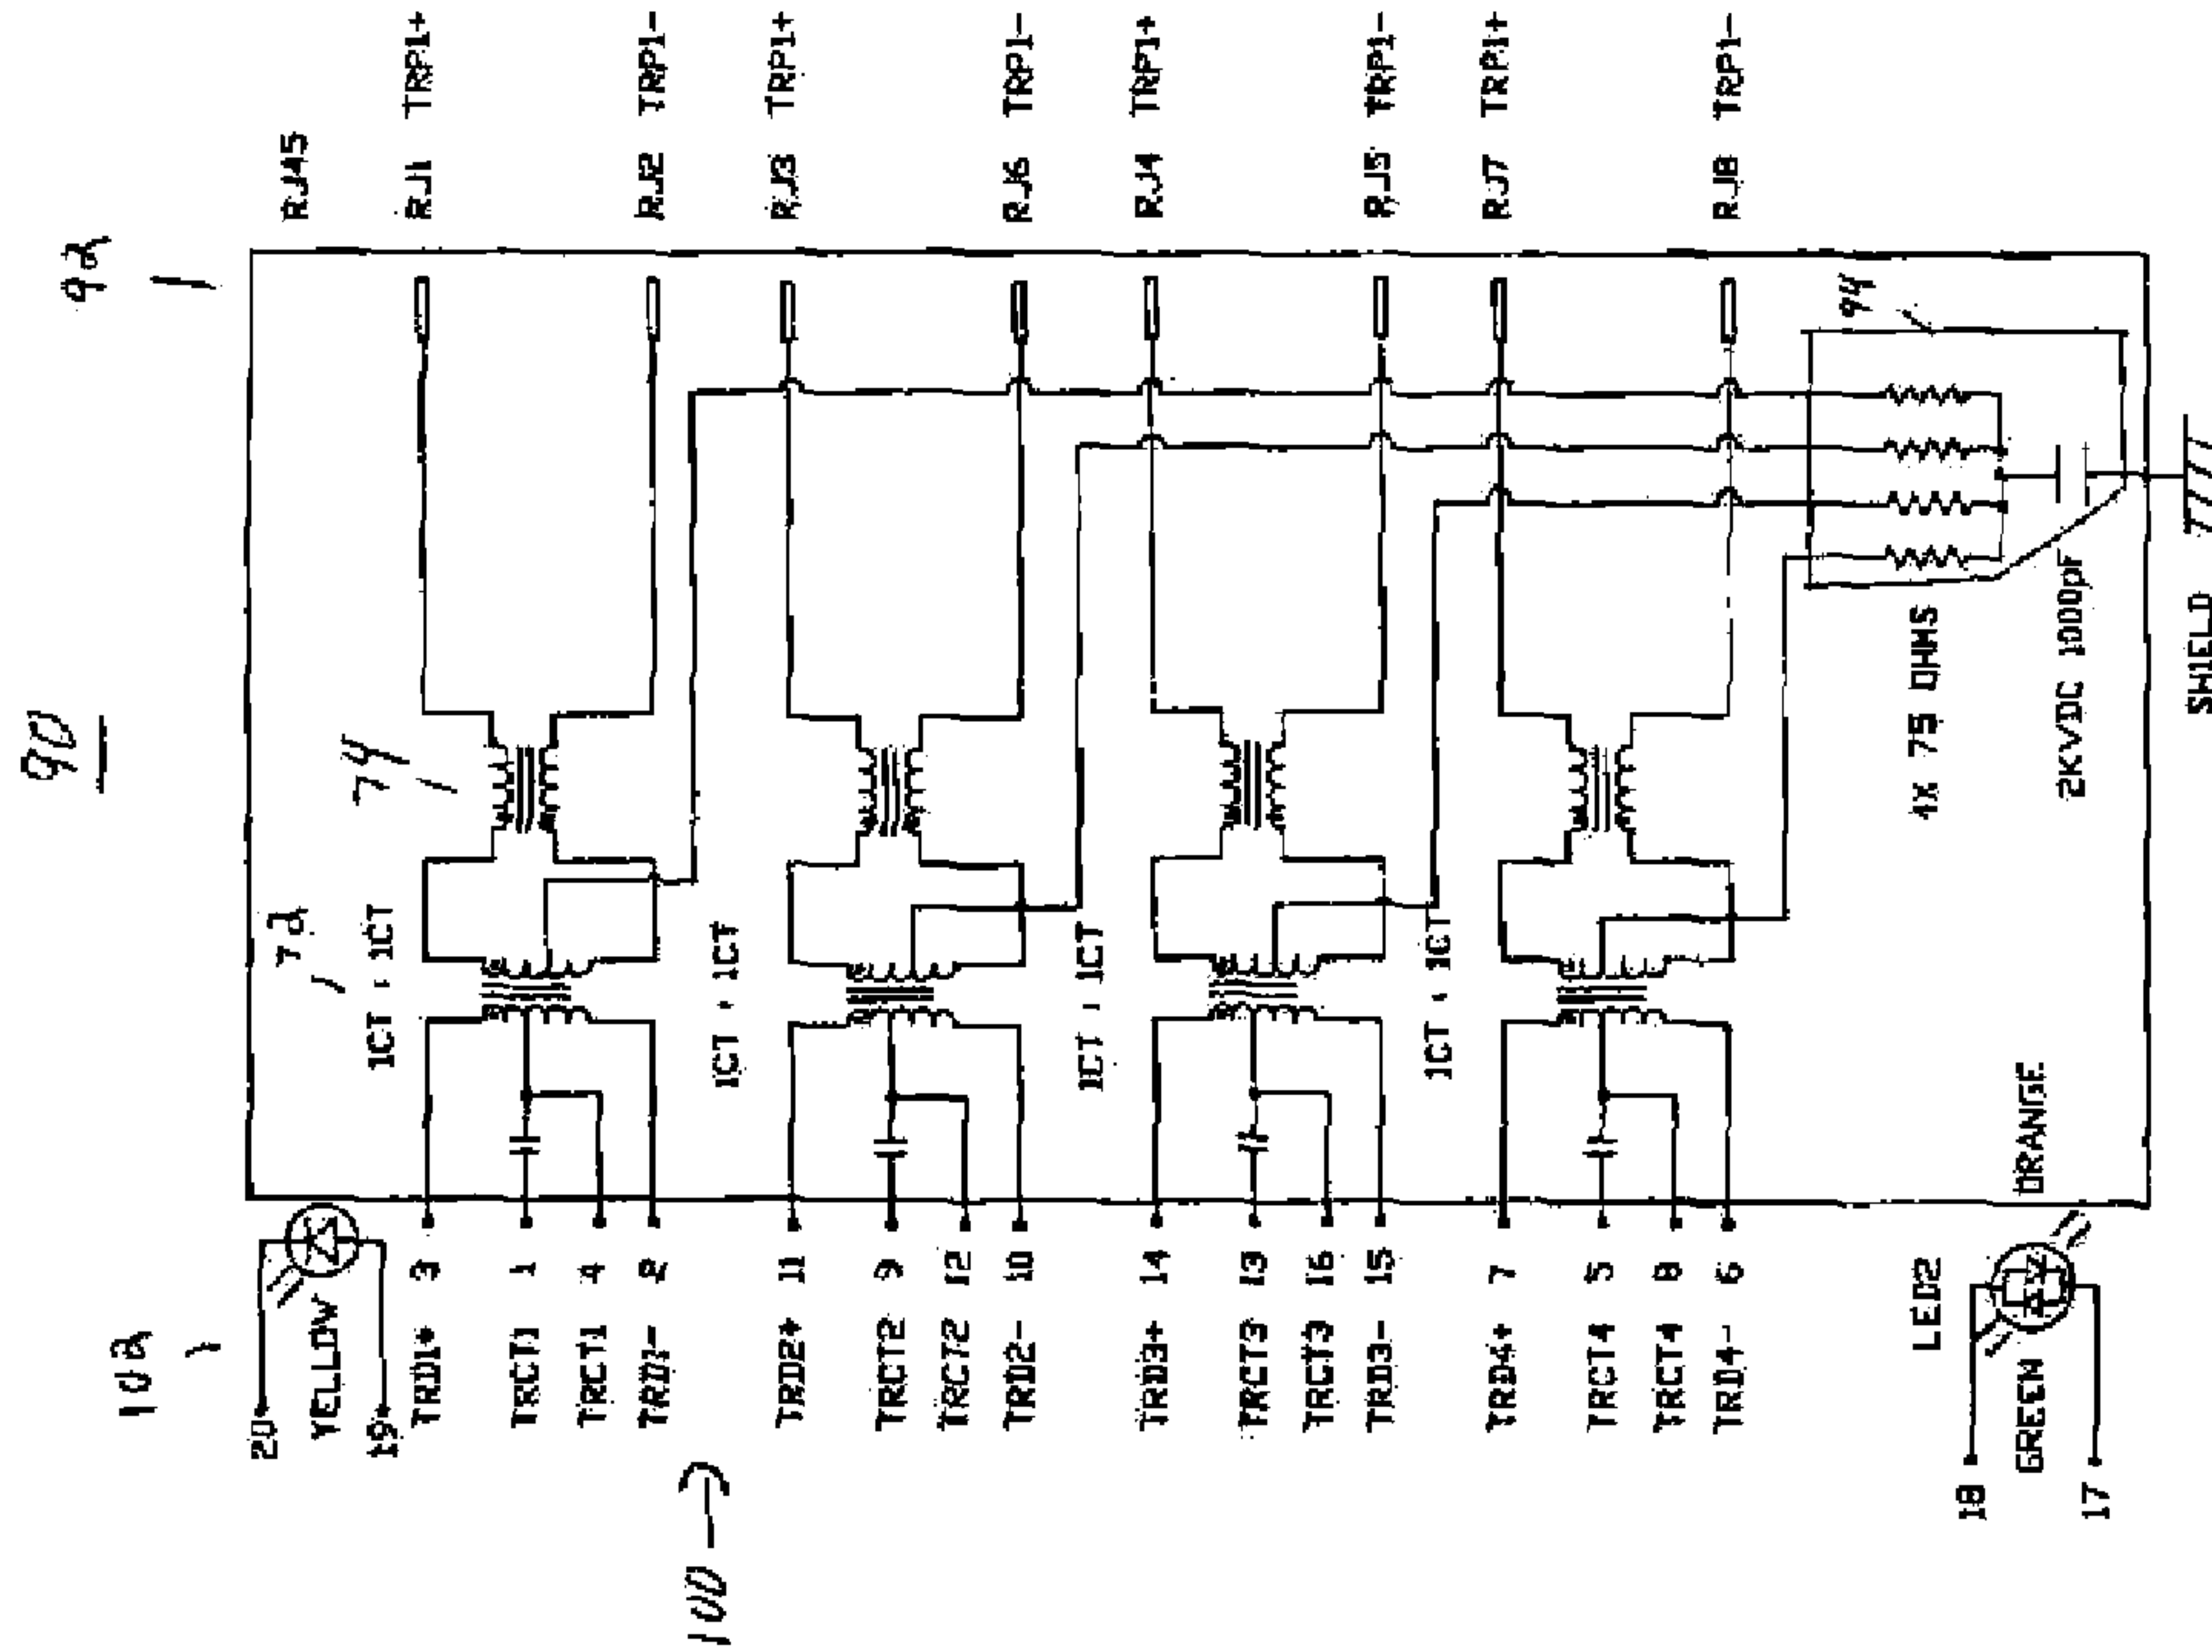 90
92
RJ45
RJ1 TRP1+
RJ2 TRP1-
RJ3 TRP1+
RJ6 TRP1-
RJ4 TRP1+
RJ5 TRP1-
RJ7 TRP1+
RJ8 TRP1-
94
74
72
1CT : 1CT
1CT : 1CT
1CT : 1CT
1CT : 1CT
4X 75 OHMS
2KVDC 1000pF
SHIELD
102
20
YELLOW
19
TRD1+ 3
TRCT1 1
TRCT1 4
TRD1- 2
TRD2+ 11
TRCT2 9
TRCT2 12
TRD2- 10
TRD3+ 14
TRCT3 13
TRCT3 16
TRD3- 15
TRD4+ 7
TRCT4 5
TRCT4 8
TRD4- 6
LED2
18
GREEN
ORANGE
17
100